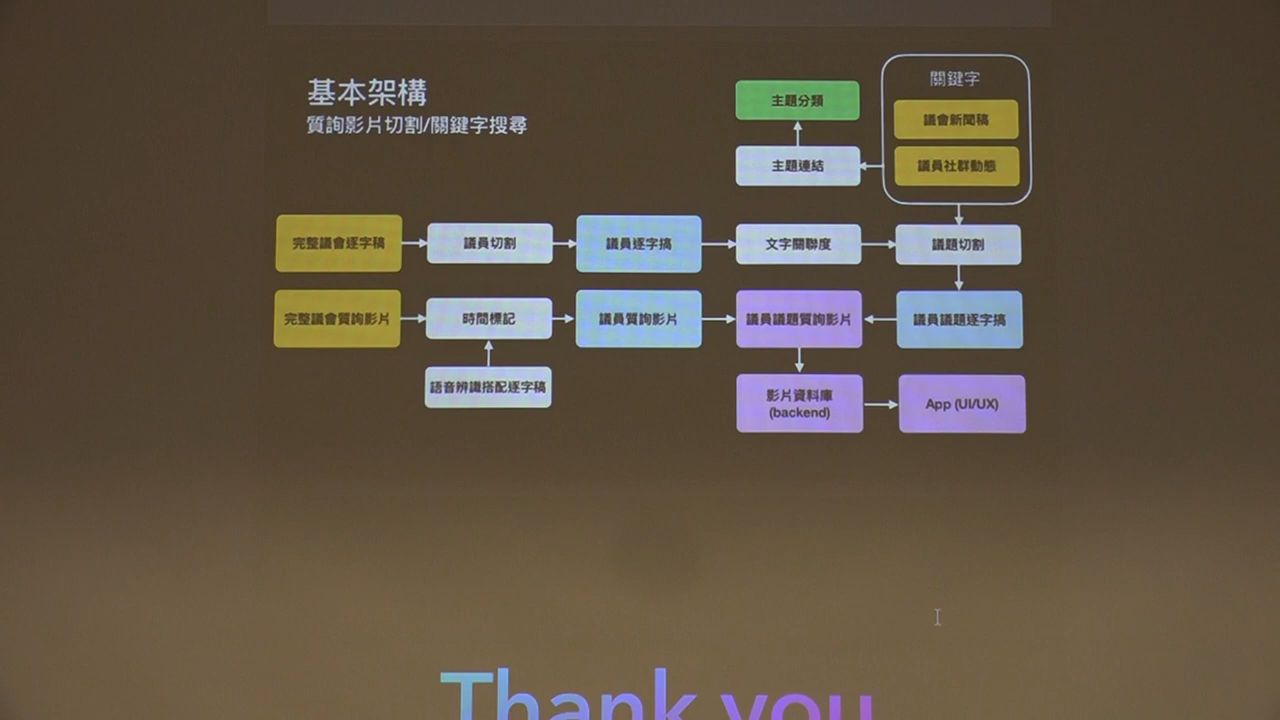 基本架構
質詢影片切割/關鍵字搜尋
關鍵字
主題分類
議會新聞稿
主題連結
議員社群動態
完整議會逐字稿
議員切割
議員逐字搞
文字關聯度
議題切割
完整議會質詢影片
時間標記
議員質詢影片
議員議題質詢影片
議員議題逐字搞
語音辨識搭配逐字稿
影片資料庫
(backend)
App (UI/UX)
Thank you